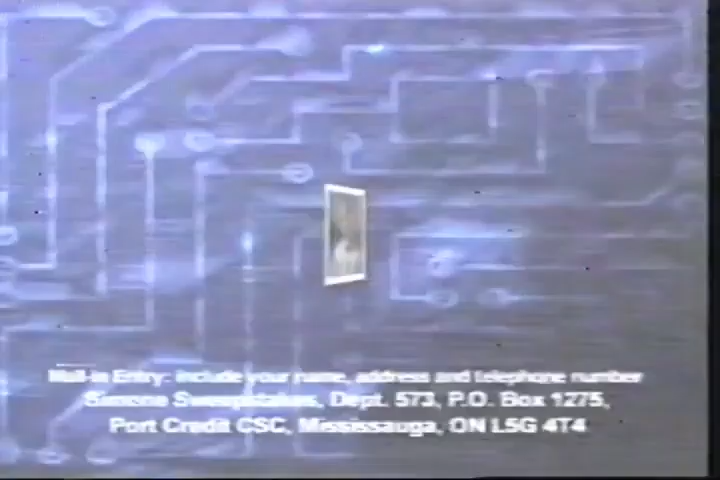 Mail-in Entry: include your name, address and telephone number
Simone Sweepstakes, Dept. 573, P.O. Box 1275,
Port Credit CSC, Mississauga, ON L5G 4T4